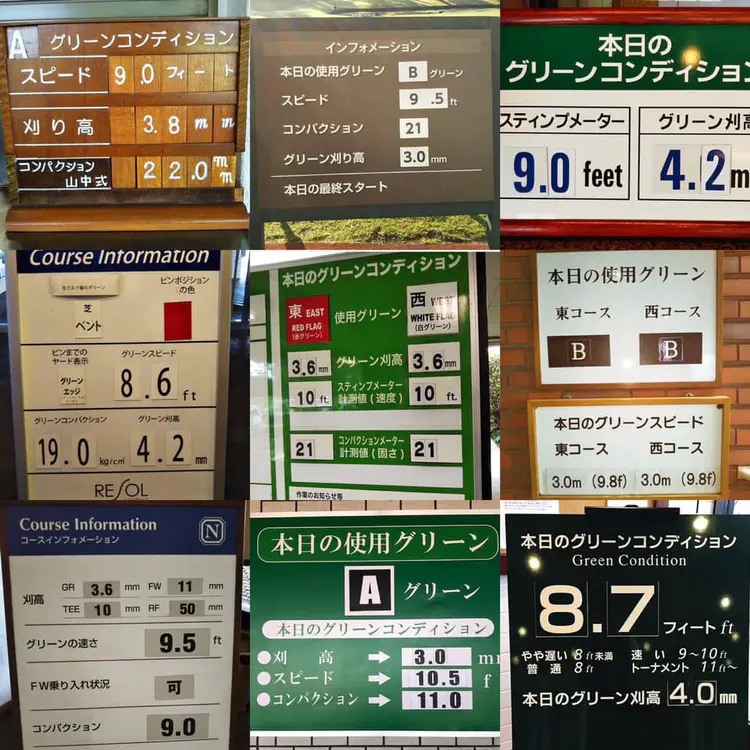 A グリーンコンディション
スピード 9.0 フィート
刈り高 3.8 mm
コンパクション 山中式 22.0 mm
インフォメーション
本日の使用グリーン B グリーン
スピード 9.5 ft
コンパクション 21
グリーン刈り高 3.0 mm
本日の最終スタート
本日の
グリーンコンディション
スティンプメーター グリーン刈高
9.0 feet 4.2 m
Course Information
ピンポジションの色
芝
ベント
ピンまでの
ヤード表示 グリーンスピード
グリーン
エッジ
8.6 ft
グリーンコンパクション グリーン刈高
19.0 kg/c㎡ 4.2 mm
RESOL
本日のグリーンコンディション
東 EAST 使用グリーン 西 WEST
RED FLAG WHITE FLAG
(赤グリーン) (白グリーン)
3.6 mm グリーン刈高 3.6 mm
10 ft. スティンプメーター 計測値(速度) 10 ft.
21 コンパクションメーター 計測値(固さ) 21
作業のお知らせ等
本日の使用グリーン
東コース 西コース
B B
本日のグリーンスピード
東コース 西コース
3.0m (9.8f) 3.0m (9.8f)
Course Information N
コースインフォメーション
刈高 GR 3.6 mm FW 11 mm
TEE 10 mm RF 50 mm
グリーンの速さ 9.5 ft
FW乗り入れ状況 可
コンパクション 9.0
本日の使用グリーン
A グリーン
本日のグリーンコンディション
●刈高 → 3.0 m
●スピード → 10.5 f
●コンパクション → 11.0
本日のグリーンコンディション
Green Condition
8.7 フィート ft
やや遅い 8ft未満 速い 9〜10ft
普通 8ft トーナメント 11ft〜
本日のグリーン刈高 4.0 mm